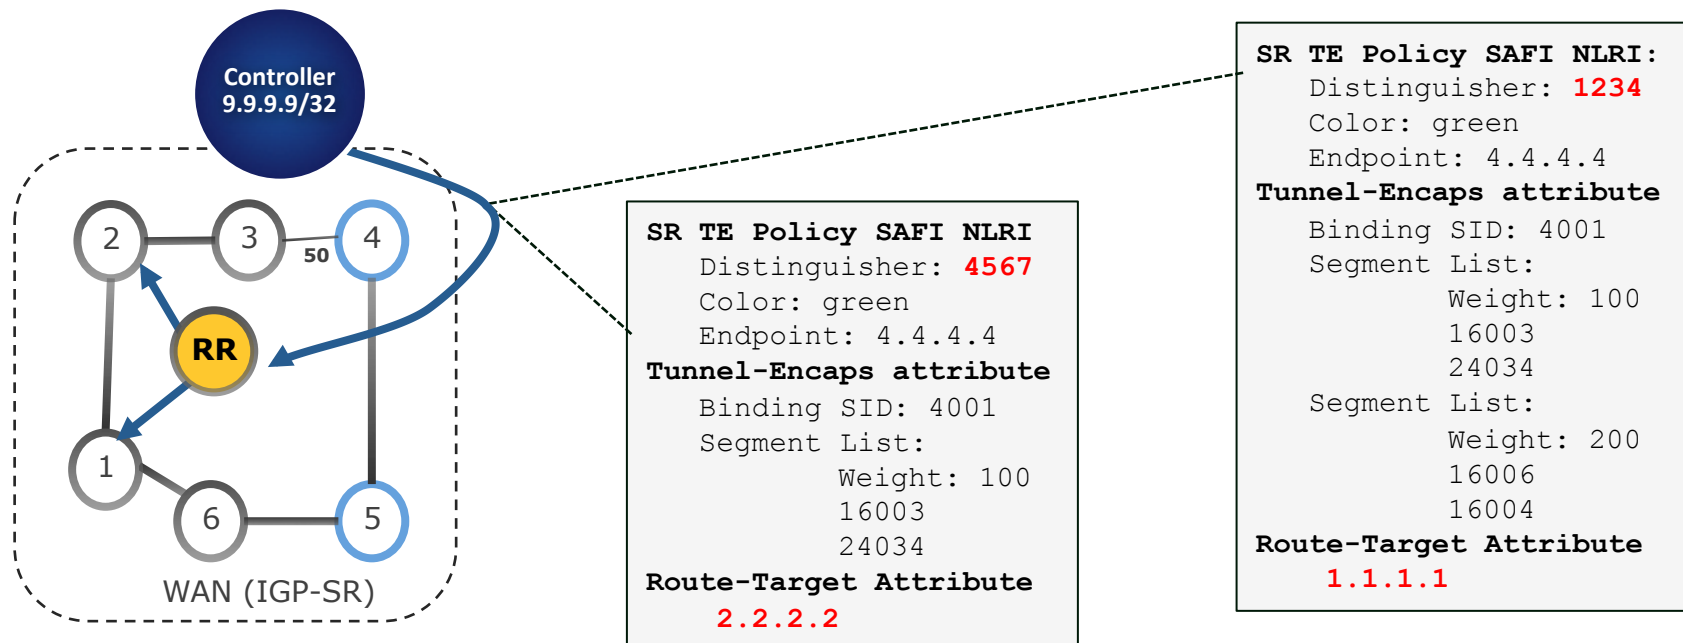 Controller
9.9.9.9/32
2
3
50
4
RR
1
6
5
WAN (IGP-SR)
SR TE Policy SAFI NLRI
Distinguisher: 4567
Color: green
Endpoint: 4.4.4.4
Tunnel-Encaps attribute
Binding SID: 4001
Segment List:
Weight: 100
16003
24034
Route-Target Attribute
2.2.2.2
SR TE Policy SAFI NLRI:
Distinguisher: 1234
Color: green
Endpoint: 4.4.4.4
Tunnel-Encaps attribute
Binding SID: 4001
Segment List:
Weight: 100
16003
24034
Segment List:
Weight: 200
16006
16004
Route-Target Attribute
1.1.1.1